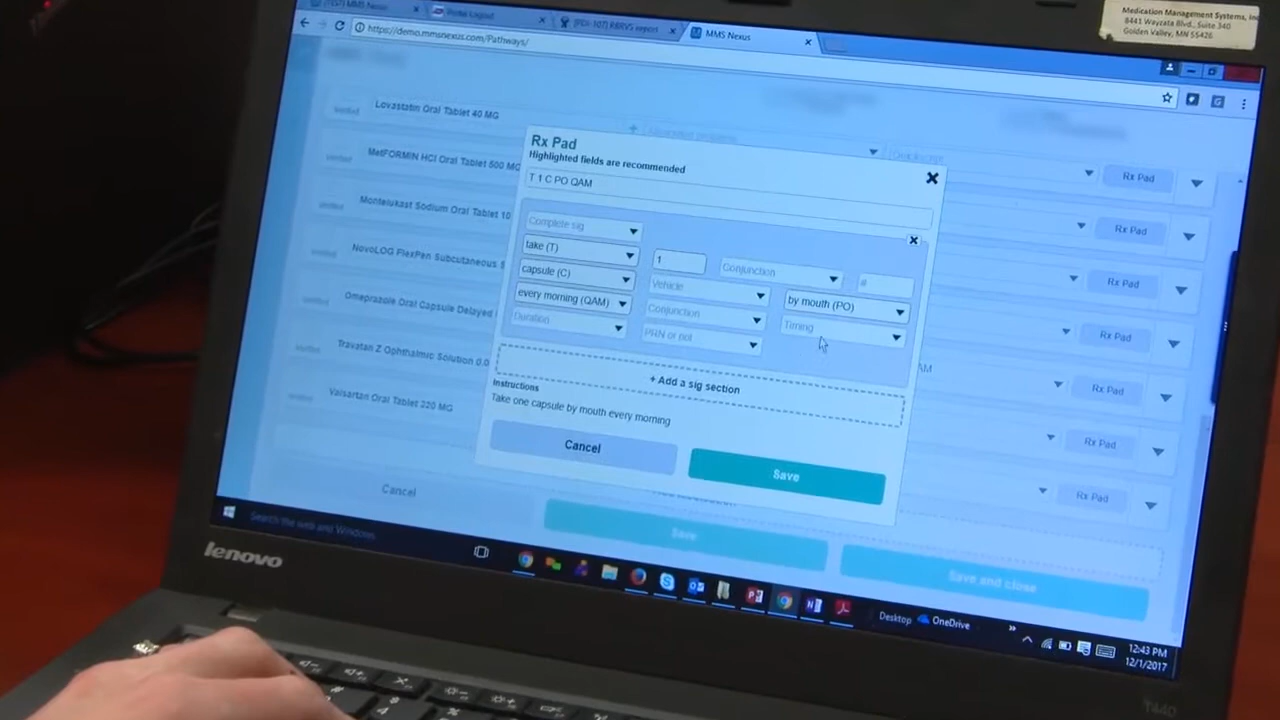 Medication Management Systems, Inc
8441 Wayzata Blvd., Suite 340
Golden Valley, MN 55426
(TEST) MMS Nexus
Portal Logout
MMS Nexus
https://demo.mmsnexus.com/Pathways/
Lovastatin Oral Tablet 40 MG
MetFORMIN HCl Oral Tablet 500 MG
Montelukast Sodium Oral Tablet 10
NovoLOG FlexPen Subcutaneous S
Omeprazole Oral Capsule Delayed
Travatan Z Ophthalmic Solution 0.0
Valsartan Oral Tablet 320 MG
Rx Pad
Highlighted fields are recommended
T 1 C PO QAM
Complete sig
take (T)
1
Conjunction
#
capsule (C)
Vehicle
by mouth (PO)
every morning (QAM)
Conjunction
Timing
Duration
PRN or not
+ Add a sig section
Instructions
Take one capsule by mouth every morning
Cancel
Save
Rx Pad
Rx Pad
Rx Pad
Rx Pad
Rx Pad
Rx Pad
Rx Pad
Cancel
Save
Save and close
Search the web and Windows
Desktop
OneDrive
12:43 PM
12/1/2017
lenovo
T440